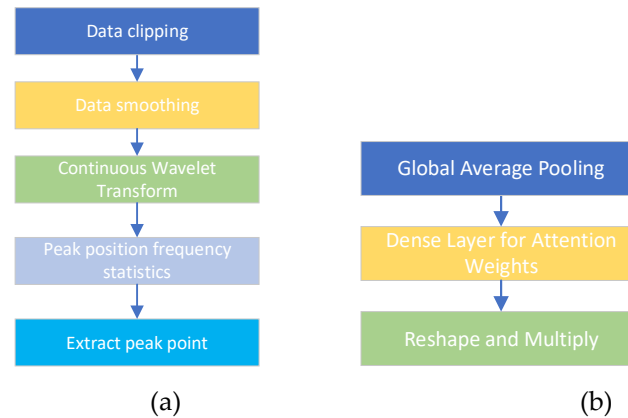 Data clipping
Data smoothing
Continuous Wavelet
Transform
Peak position frequency
statistics
Extract peak point
(a)
Global Average Pooling
Dense Layer for Attention
Weights
Reshape and Multiply
(b)